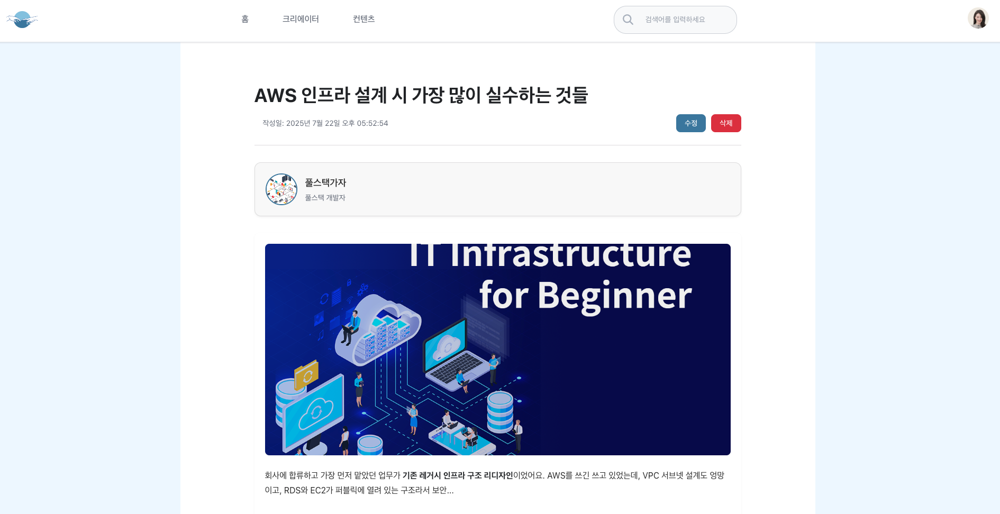 홈
크리에이터
컨텐츠
검색어를 입력하세요
AWS 인프라 설계 시 가장 많이 실수하는 것들
작성일: 2025년 7월 22일 오후 05:52:54
수정
삭제
풀스택가자
풀스택 개발자
IT Infrastructure
for Beginner
회사에 합류하고 가장 먼저 맡았던 업무가 기존 레거시 인프라 구조 리디자인이었어요. AWS를 쓰긴 쓰고 있었는데, VPC 서브넷 설계도 엉망
이고, RDS와 EC2가 퍼블릭에 열려 있는 구조라서 보안...